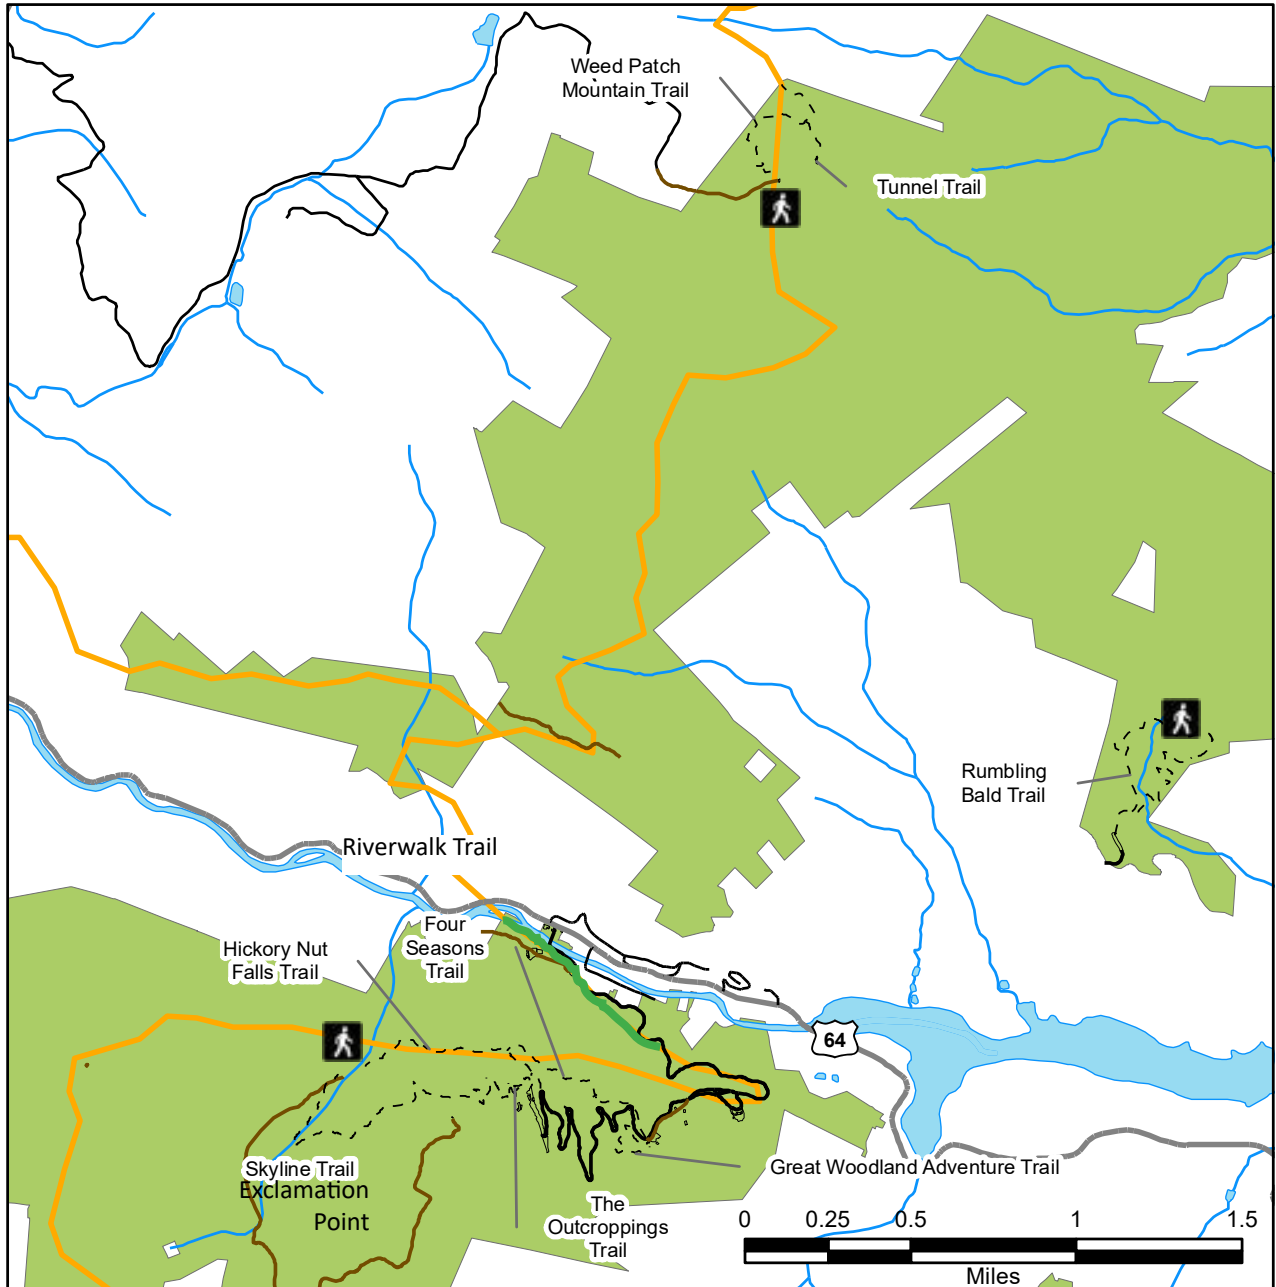 Weed Patch
Mountain Trail
Tunnel Trail
Rumbling
Bald Trail
Riverwalk Trail
Four
Seasons
Trail
Hickory Nut
Falls Trail
64
Skyline Trail
Exclamation
Point
Great Woodland Adventure Trail
The
Outcroppings
Trail
0 0.25 0.5 1 1.5
Miles